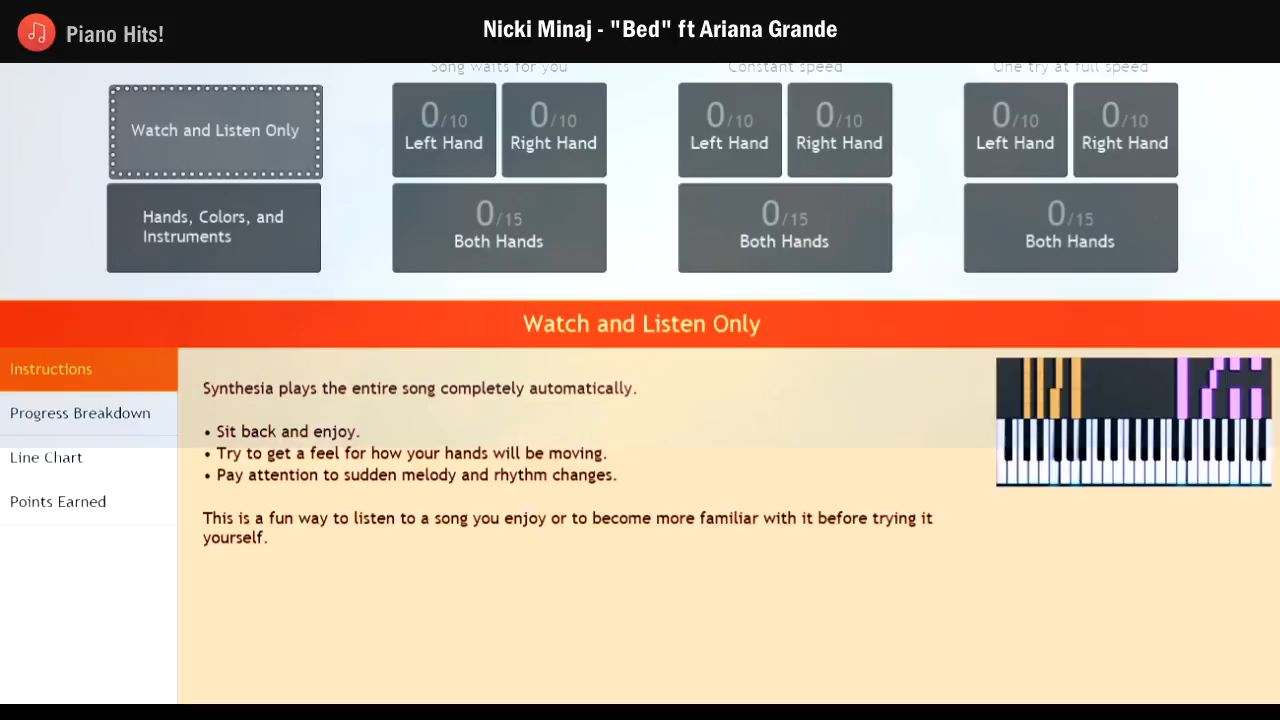 Piano Hits!
Nicki Minaj - "Bed" ft Ariana Grande
Song waits for you
Constant speed
One try at full speed
Watch and Listen Only
0/10
Left Hand
0/10
Right Hand
0/10
Left Hand
0/10
Right Hand
0/10
Left Hand
0/10
Right Hand
Hands, Colors, and
Instruments
0/15
Both Hands
0/15
Both Hands
0/15
Both Hands
Watch and Listen Only
Instructions
Progress Breakdown
Line Chart
Points Earned
Synthesia plays the entire song completely automatically.
• Sit back and enjoy.
• Try to get a feel for how your hands will be moving.
• Pay attention to sudden melody and rhythm changes.
This is a fun way to listen to a song you enjoy or to become more familiar with it before trying it
yourself.